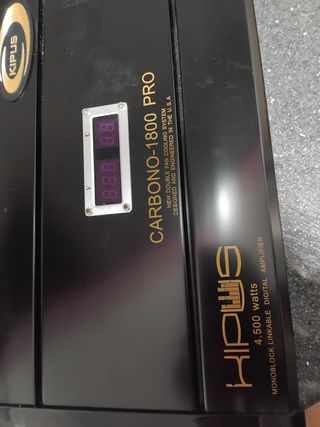 KIPUS
CARBONO-1800 PRO
NEW DOUBLE FAN COOLING SYSTEM
DESIGNED AND ENGINEERED IN THE U.S.A
KIPUS
4.500 watts
MONOBLOCK LINKABLE DIGITAL AMPLIFIER